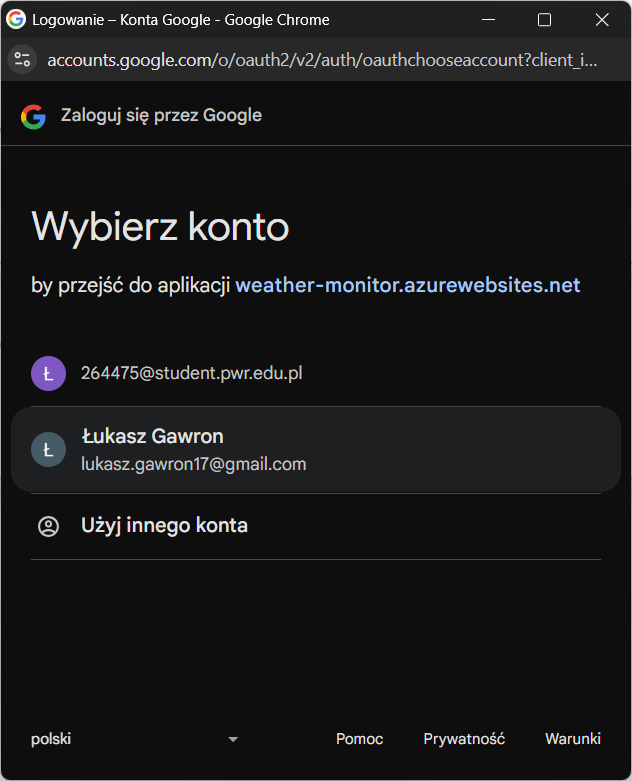 Logowanie – Konta Google - Google Chrome
accounts.google.com/o/oauth2/v2/auth/oauthchooseaccount?client_i...
Zaloguj się przez Google
Wybierz konto
by przejść do aplikacji weather-monitor.azurewebsites.net
Ł
264475@student.pwr.edu.pl
Ł
Łukasz Gawron
lukasz.gawron17@gmail.com
Użyj innego konta
polski
Pomoc
Prywatność
Warunki